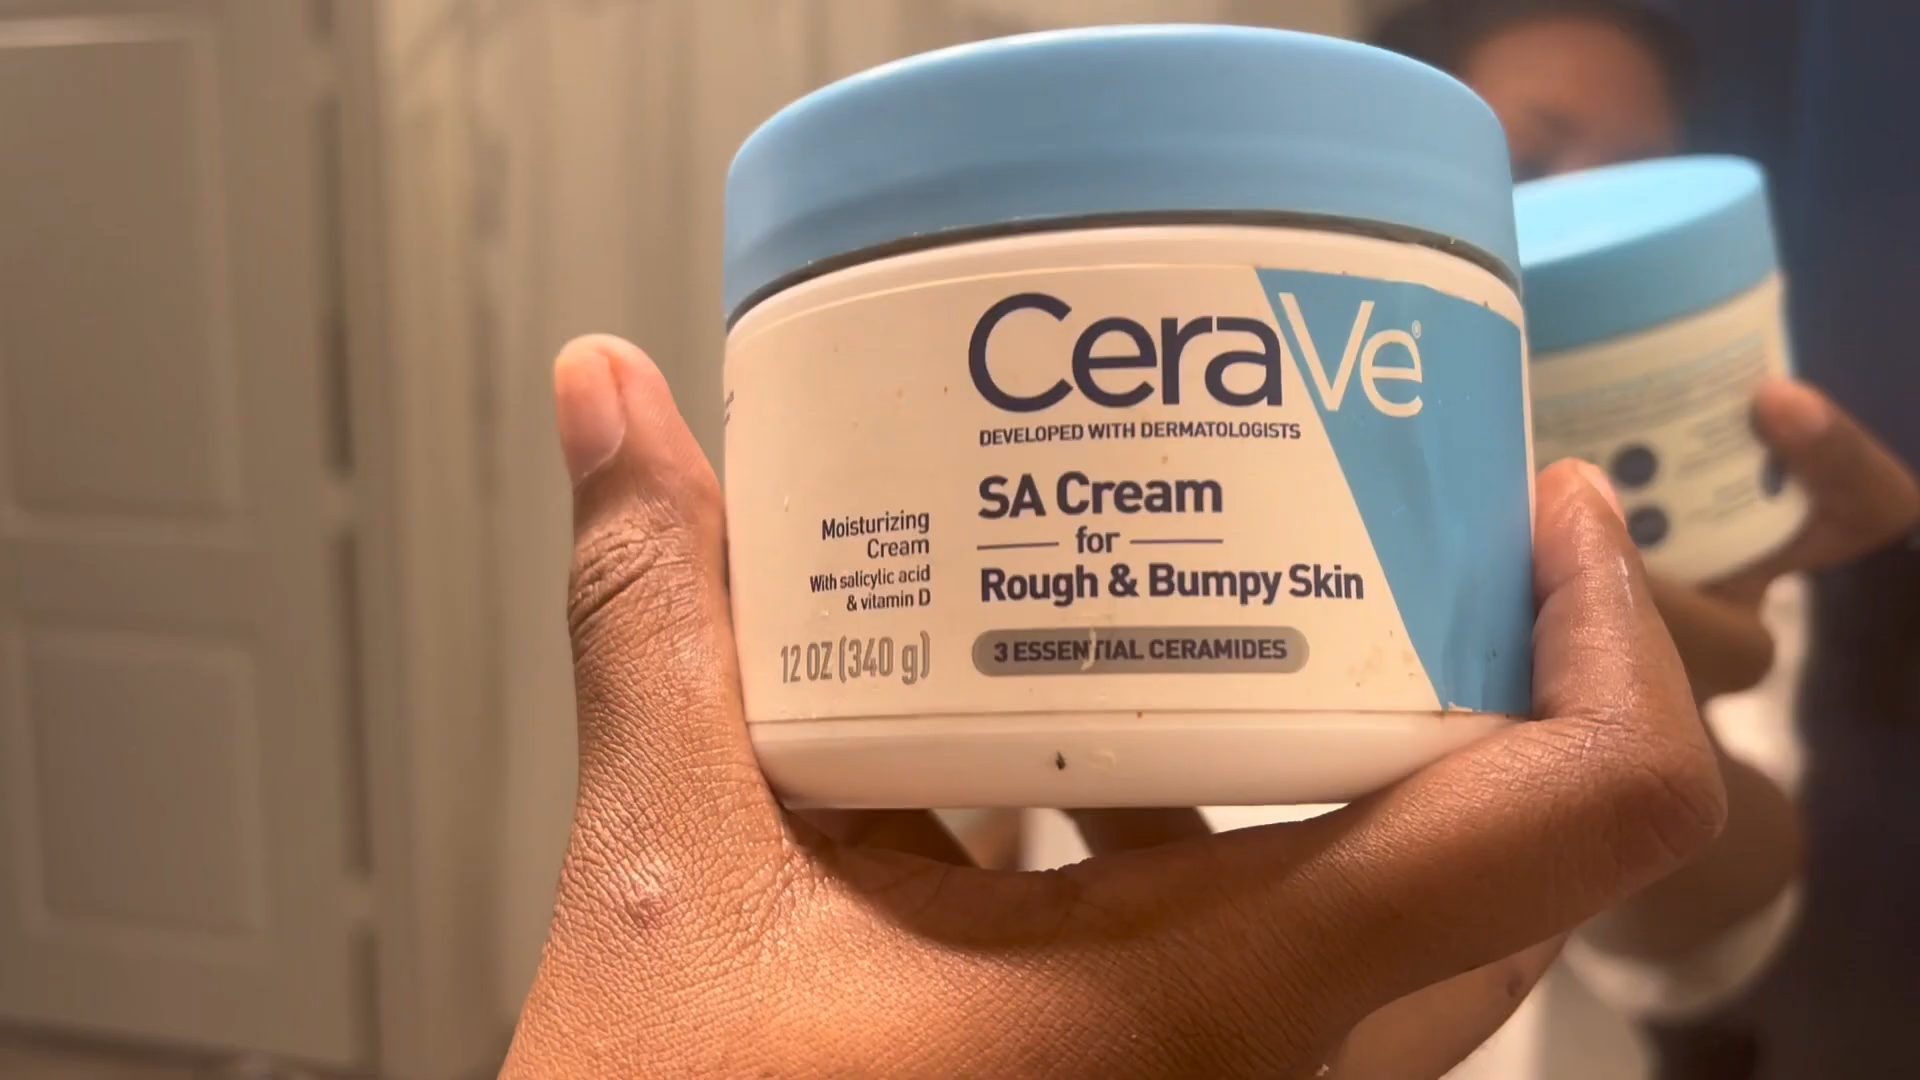 CeraVe®
DEVELOPED WITH DERMATOLOGISTS
SA Cream
for
Rough & Bumpy Skin
3 ESSENTIAL CERAMIDES
Moisturizing
Cream
With salicylic acid
& vitamin D
12 OZ (340 g)